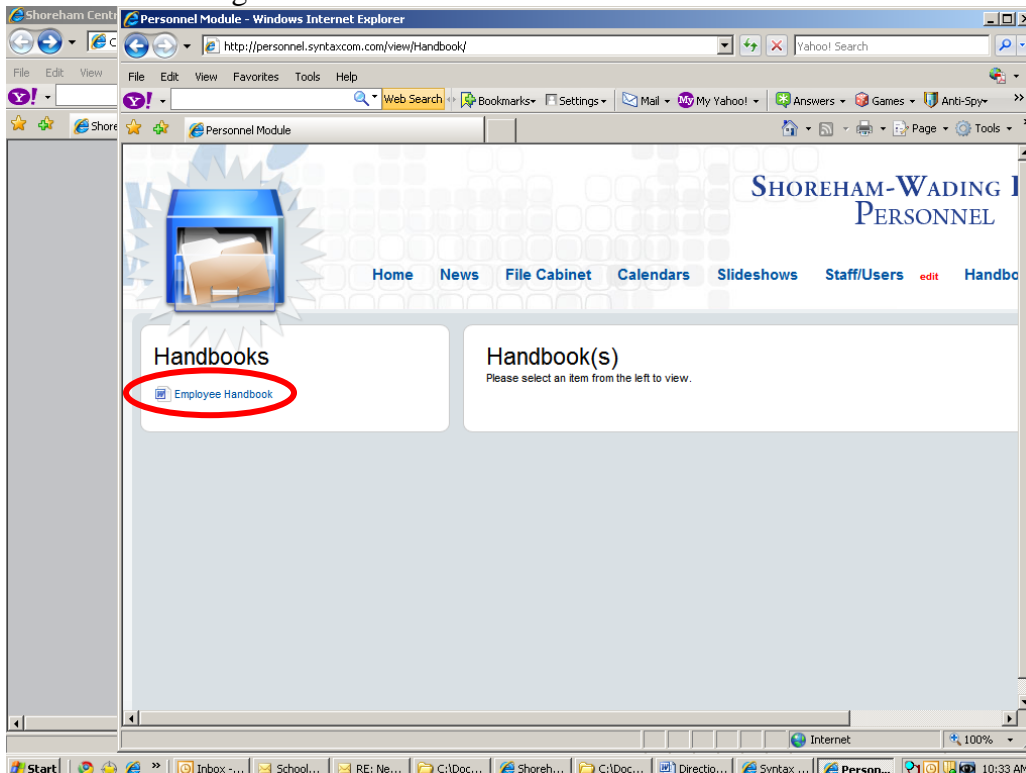 Shoreham Centr
Personnel Module - Windows Internet Explorer
http://personnel.syntaxcom.com/view/Handbook/
Yahoo! Search
File Edit View
File Edit View Favorites Tools Help
Y! Y! Web Search Bookmarks Settings Mail My Yahoo! Answers Games Anti-Spy »
Shore
Personnel Module
Page Tools
SHOREHAM-WADING
PERSONNEL
Home News File Cabinet Calendars Slideshows Staff/Users edit Handbo
Handbooks
Employee Handbook
Handbook(s)
Please select an item from the left to view.
Internet 100%
Start » Inbox -... School... RE: Ne... C:\Doc... Shoreh... C:\Doc... Directio... Syntax ... Person... 10:33 AM